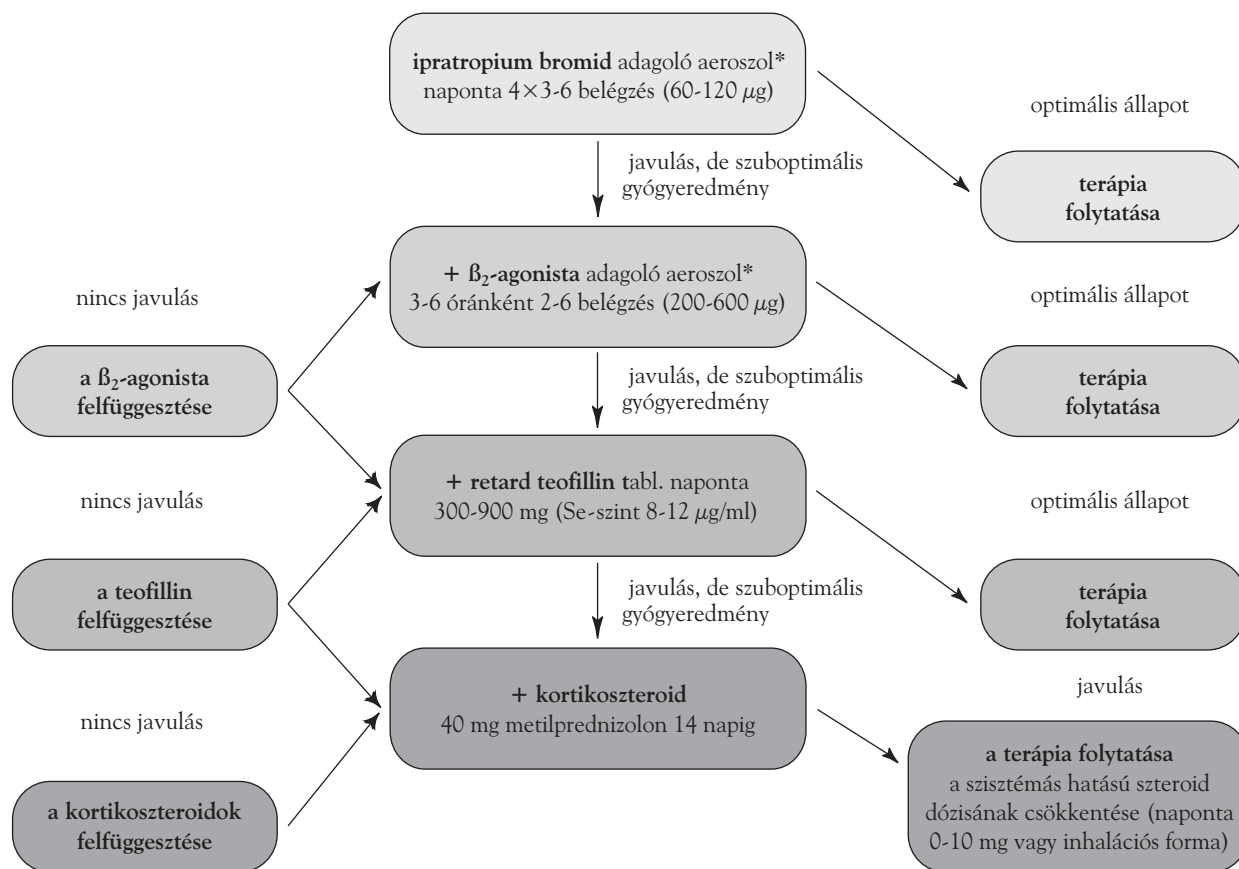 ipratropium bromid adagoló aeroszol*
naponta 4×3-6 belégzés (60-120 µg)
optimális állapot
javulás, de szuboptimális
gyógyeredmény
terápia
folytatása
+ ß₂-agonista adagoló aeroszol*
3-6 óránként 2-6 belégzés (200-600 µg)
nincs javulás
optimális állapot
a ß₂-agonista
felfüggesztése
javulás, de szuboptimális
gyógyeredmény
terápia
folytatása
+ retard teofillin tabl. naponta
300-900 mg (Se-szint 8-12 µg/ml)
nincs javulás
optimális állapot
a teofillin
felfüggesztése
javulás, de szuboptimális
gyógyeredmény
terápia
folytatása
+ kortikoszteroid
40 mg metilprednizolon 14 napig
nincs javulás
javulás
a kortikoszteroidok
felfüggesztése
a terápia folytatása
a szisztémás hatású szteroid
dózisának csökkentése (naponta
0-10 mg vagy inhalációs forma)